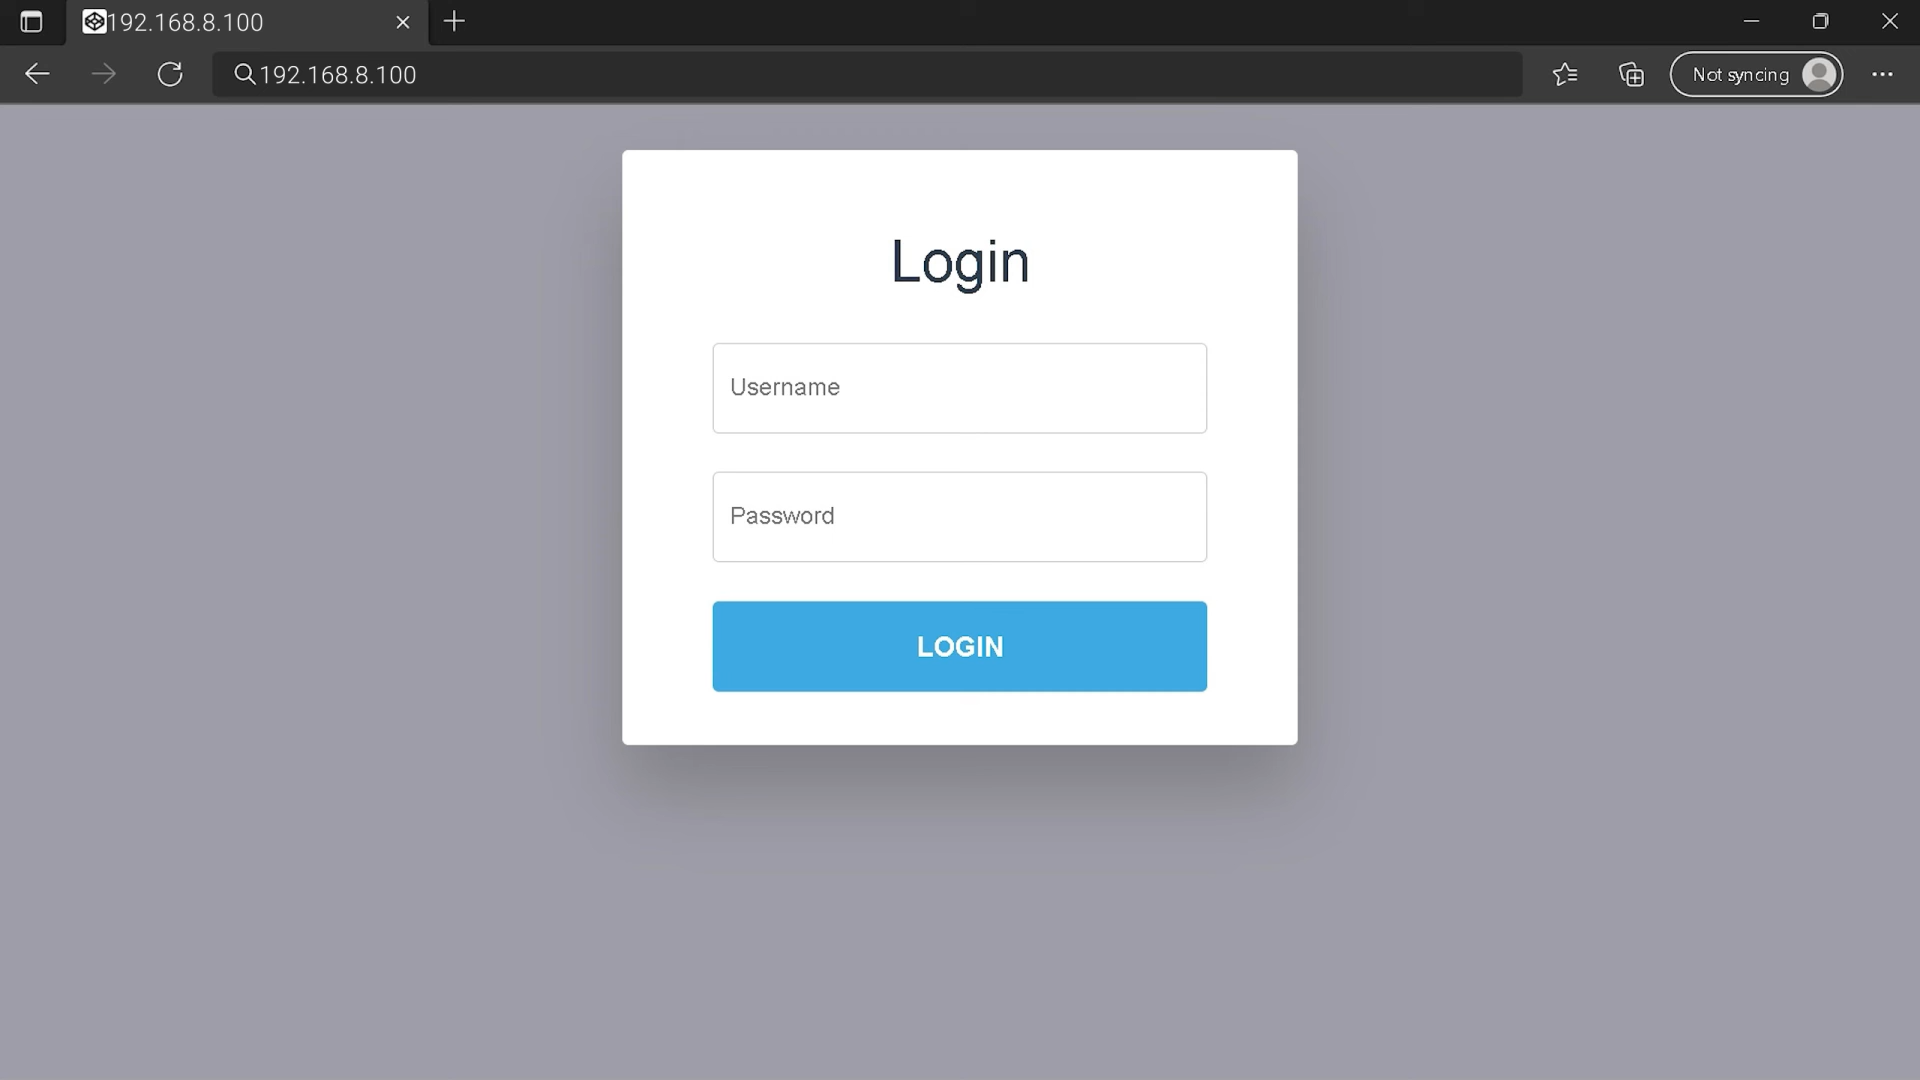 192.168.8.100
192.168.8.100
Not syncing
Login
Username
Password
LOGIN